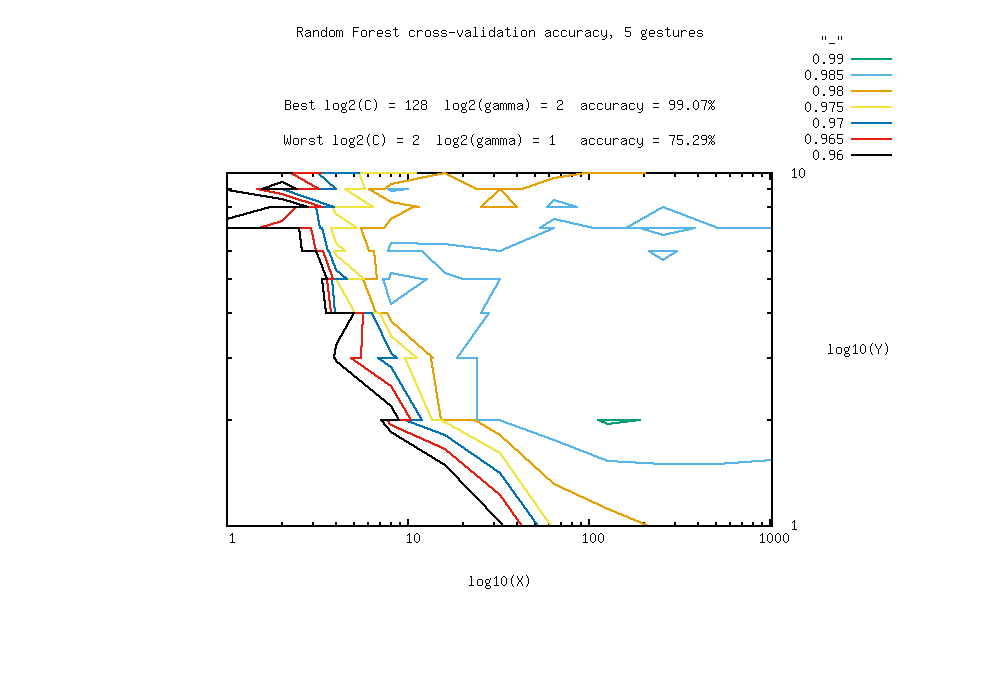 Random Forest cross-validation accuracy, 5 gestures
"_"
0.99
0.985
0.98
0.975
0.97
0.965
0.96
Best log2(C) = 128  log2(gamma) = 2  accuracy = 99.07%
Worst log2(C) = 2  log2(gamma) = 1   accuracy = 75.29%
10
log10(Y)
1
1 10 100 1000
log10(X)